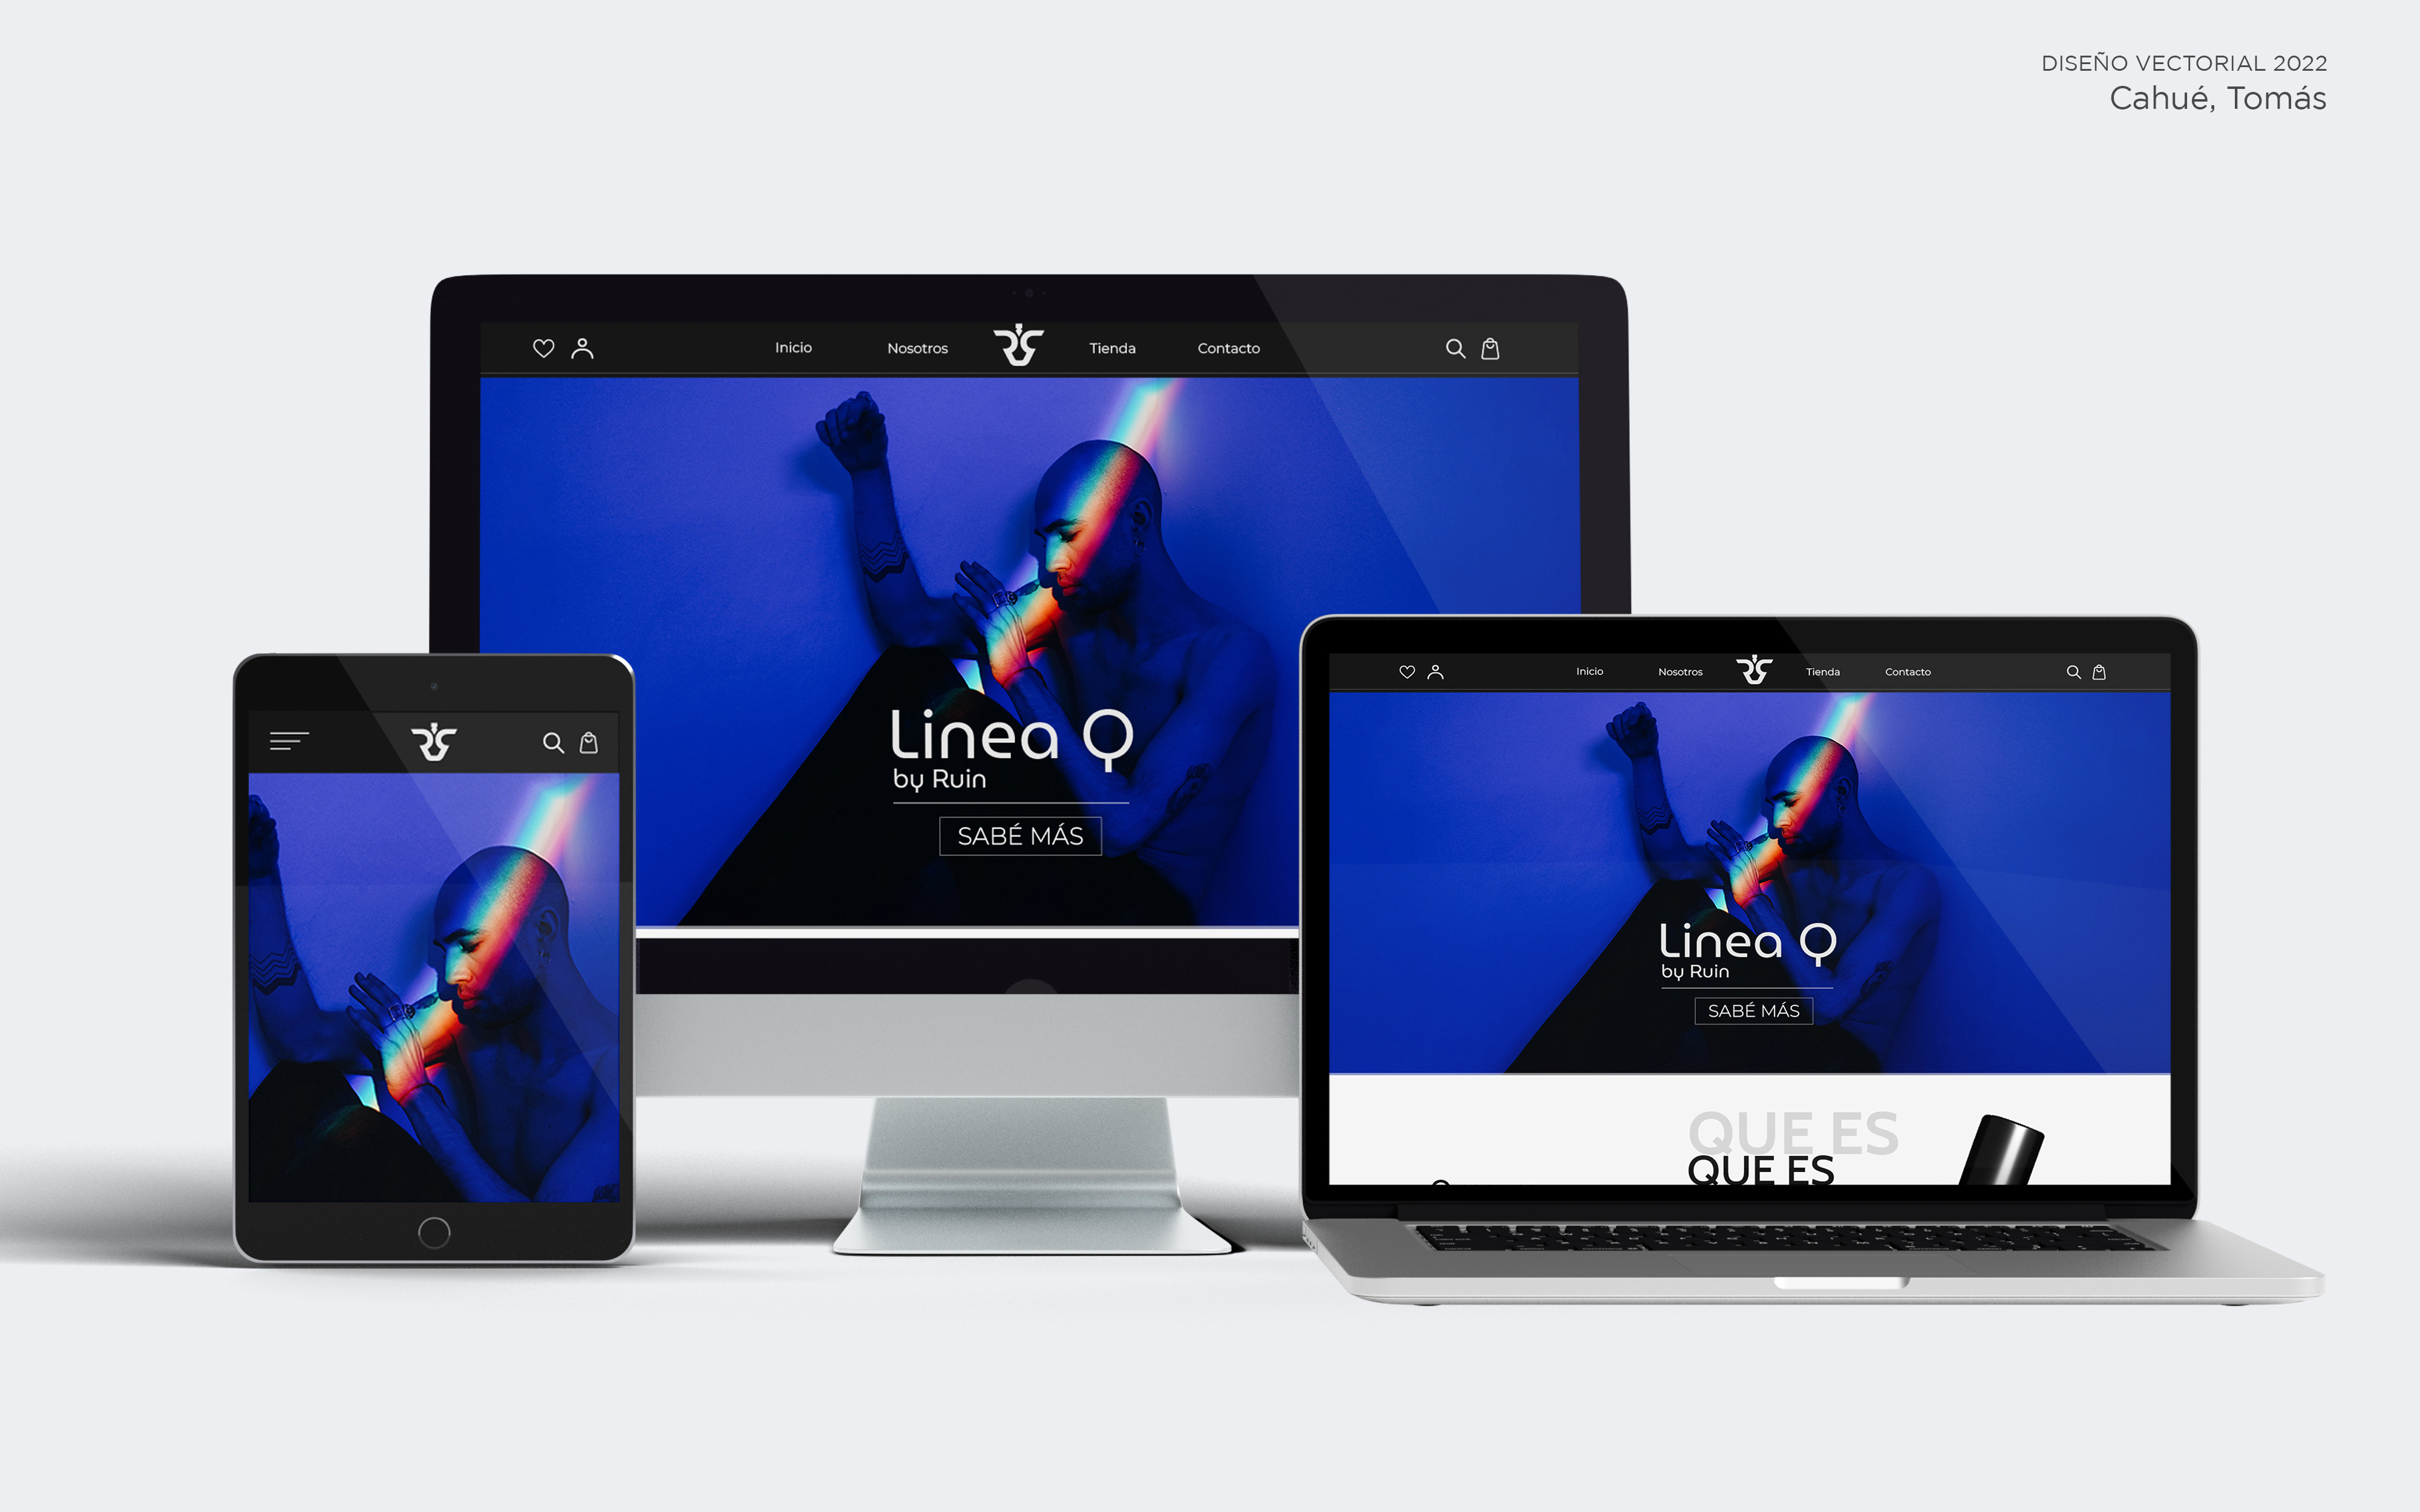 DISEÑO VECTORIAL 2022
Cahué, Tomás
Inicio Nosotros Tienda Contacto
Linea Q
by Ruin
SABÉ MÁS
Inicio Nosotros Tienda Contacto
Linea Q
by Ruin
SABÉ MÁS
QUE ES
QUE ES